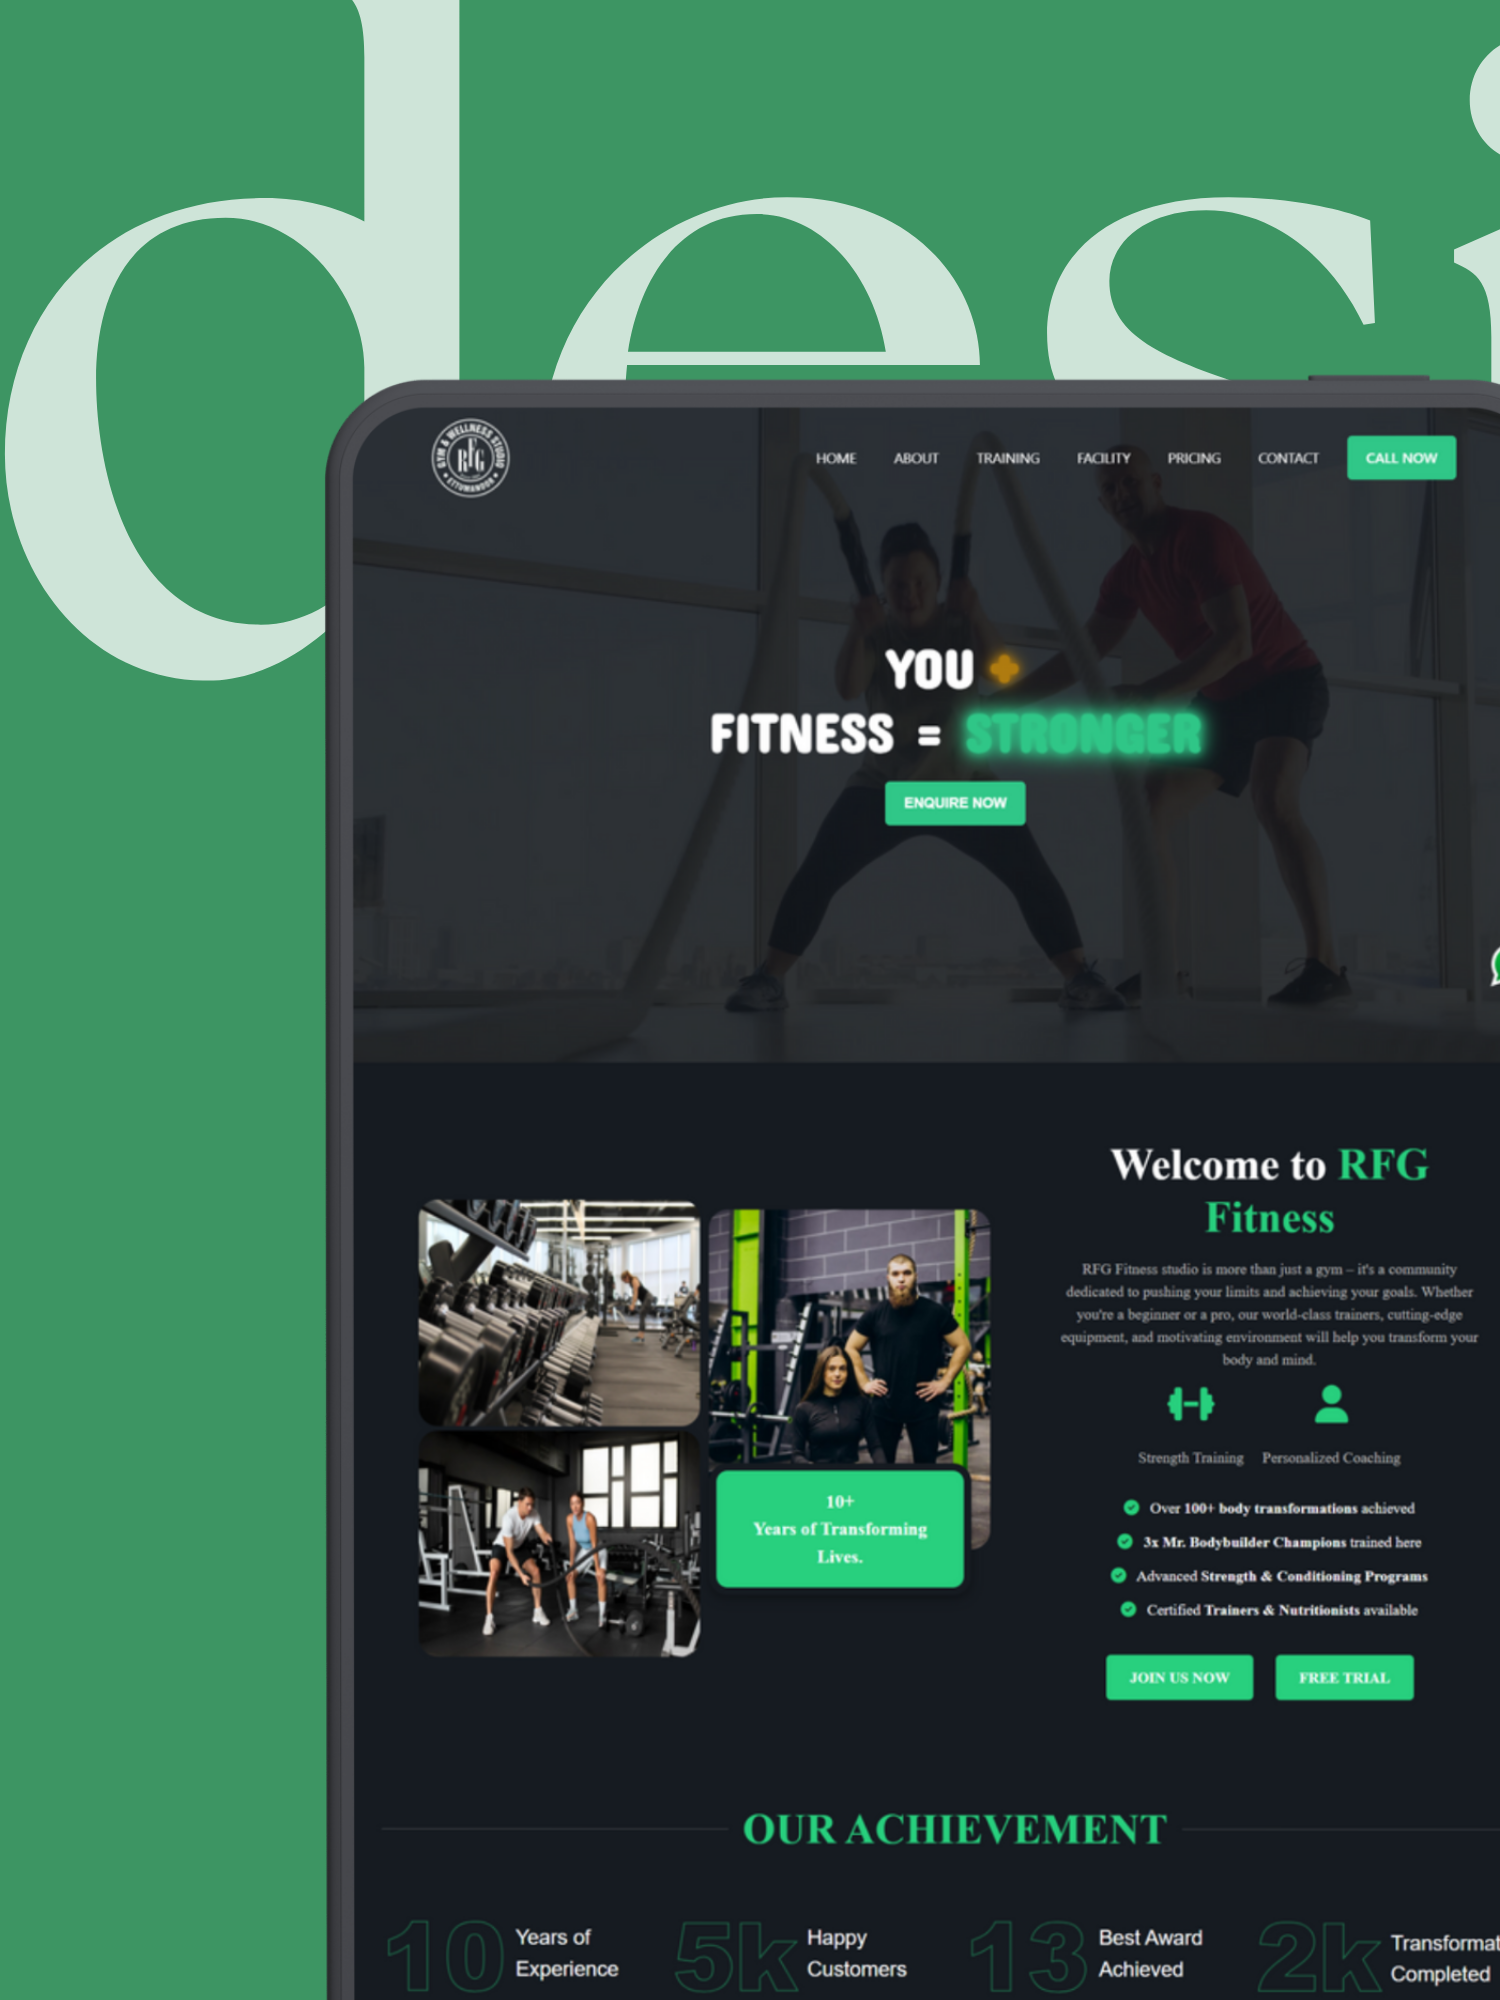 desi
GYM & WELLNESS STUDIO
RFG
ETTUMANOOR
HOME ABOUT TRAINING FACILITY PRICING CONTACT CALL NOW
YOU +
FITNESS = STRONGER
ENQUIRE NOW
Welcome to RFG
Fitness
RFG Fitness studio is more than just a gym – it's a community
dedicated to pushing your limits and achieving your goals. Whether
you're a beginner or a pro, our world-class trainers, cutting-edge
equipment, and motivating environment will help you transform your
body and mind.
Strength Training Personalized Coaching
Over 100+ body transformations achieved
3x Mr. Bodybuilder Champions trained here
Advanced Strength & Conditioning Programs
Certified Trainers & Nutritionists available
JOIN US NOW FREE TRIAL
10+
Years of Transforming
Lives.
OUR ACHIEVEMENT
10 Years of
Experience
5k Happy
Customers
13 Best Award
Achieved
2k Transformat
Completed